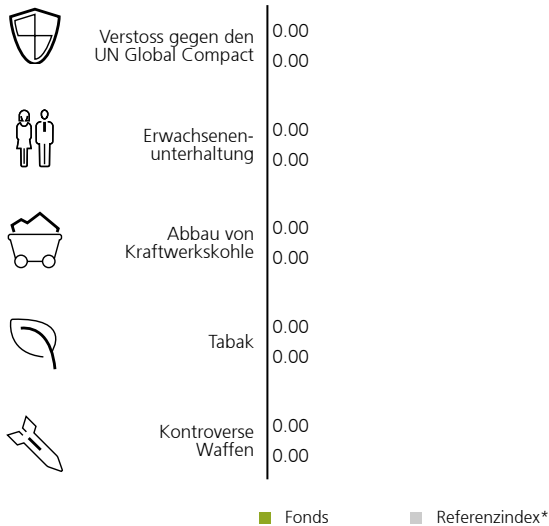 Verstoss gegen den
UN Global Compact
0.00
0.00
Erwachsenen-
unterhaltung
0.00
0.00
Abbau von
Kraftwerkskohle
0.00
0.00
Tabak
0.00
0.00
Kontroverse
Waffen
0.00
0.00
Fonds Referenzindex*